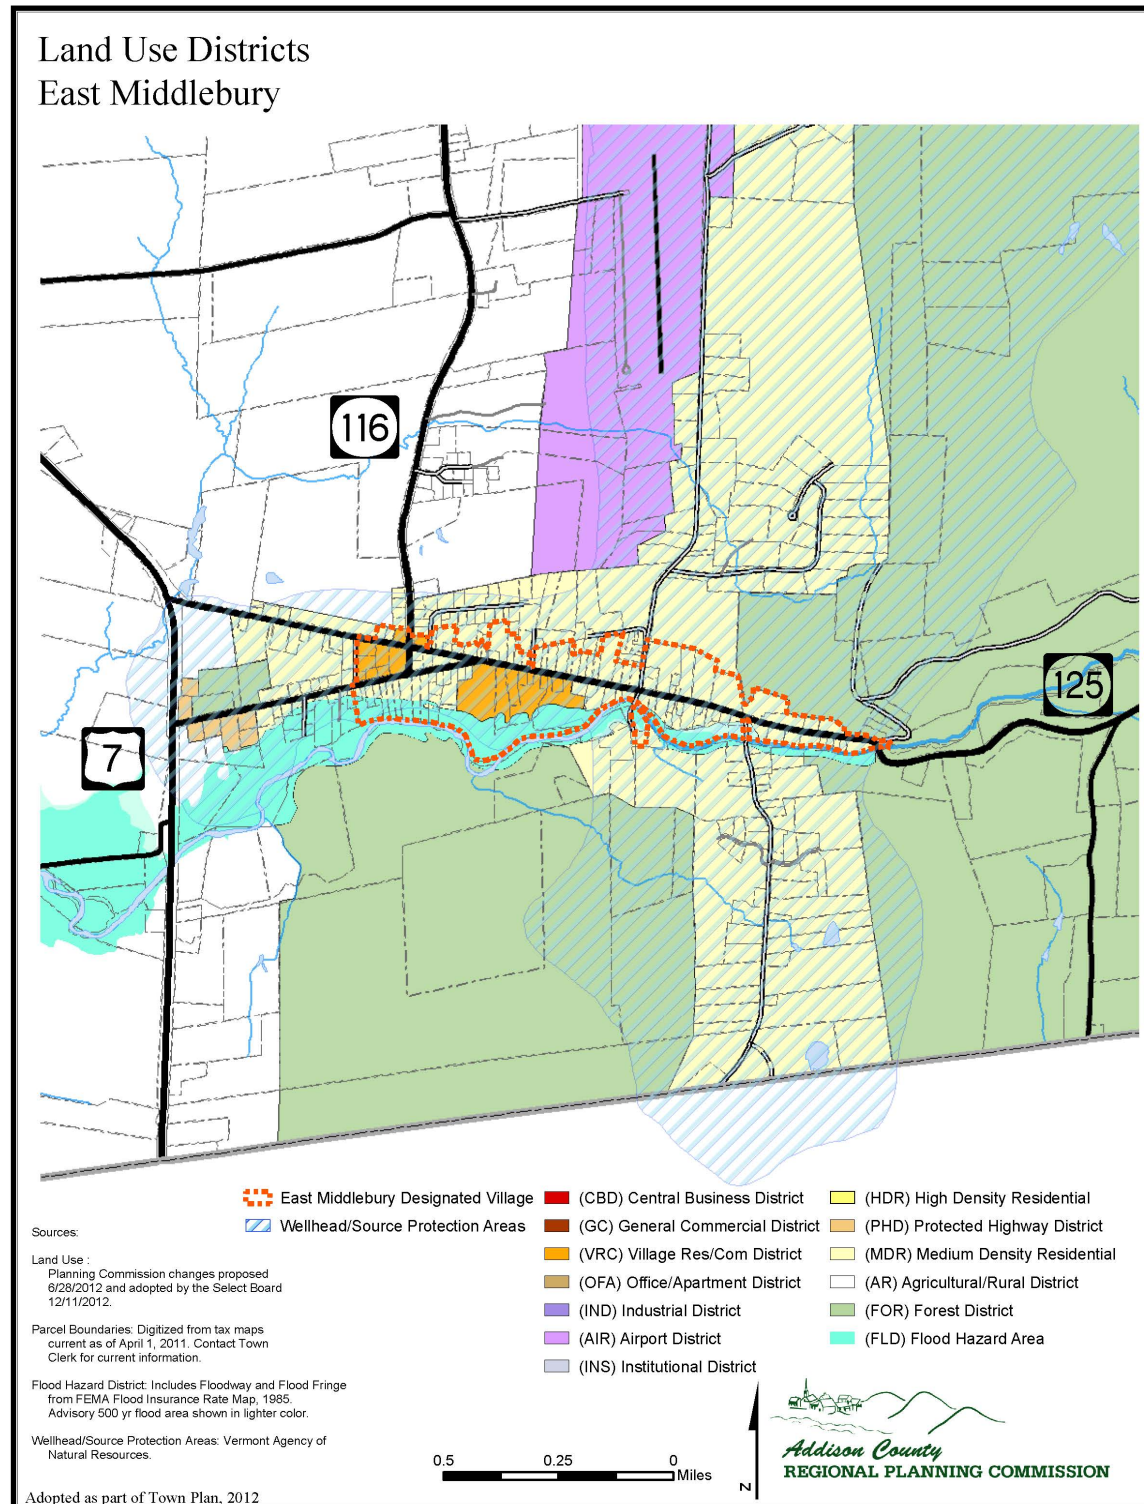 Land Use Districts
East Middlebury
116
125
7
East Middlebury Designated Village
Wellhead/Source Protection Areas
(CBD) Central Business District
(GC) General Commercial District
(VRC) Village Res/Com District
(OFA) Office/Apartment District
(IND) Industrial District
(AIR) Airport District
(INS) Institutional District
(HDR) High Density Residential
(PHD) Protected Highway District
(MDR) Medium Density Residential
(AR) Agricultural/Rural District
(FOR) Forest District
(FLD) Flood Hazard Area
Sources:
Land Use :
Planning Commission changes proposed
6/28/2012 and adopted by the Select Board
12/11/2012.
Parcel Boundaries: Digitized from tax maps
current as of April 1, 2011. Contact Town
Clerk for current information.
Flood Hazard District: Includes Floodway and Flood Fringe
from FEMA Flood Insurance Rate Map, 1985.
Advisory 500 yr flood area shown in lighter color.
Wellhead/Source Protection Areas: Vermont Agency of
Natural Resources.
Adopted as part of Town Plan, 2012
0.5 0.25 0
Miles
N
Addison County
REGIONAL PLANNING COMMISSION